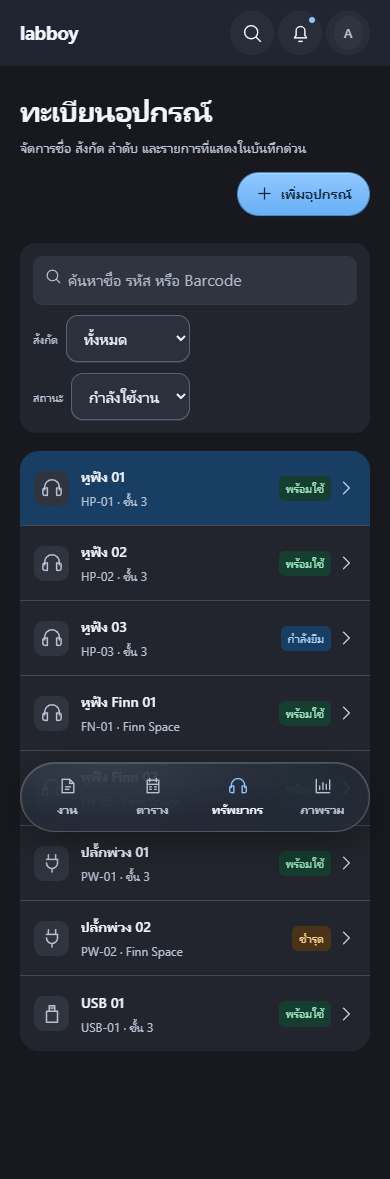 labboy
A
ทะเบียนอุปกรณ์
จัดการชื่อ สังกัด ลำดับ และรายการที่แสดงในบันทึกด่วน
เพิ่มอุปกรณ์
ค้นหาชื่อ รหัส หรือ Barcode
สังกัด ทั้งหมด
สถานะ กำลังใช้งาน
หูฟัง 01
HP-01 · ชั้น 3
พร้อมใช้
หูฟัง 02
HP-02 · ชั้น 3
พร้อมใช้
หูฟัง 03
HP-03 · ชั้น 3
กำลังยืม
หูฟัง Finn 01
FN-01 · Finn Space
พร้อมใช้
หูฟัง Finn 02
งาน ตาราง ทรัพยากร ภาพรวม
ปลั๊กพ่วง 01
PW-01 · ชั้น 3
พร้อมใช้
ปลั๊กพ่วง 02
PW-02 · Finn Space
ชำรุด
USB 01
USB-01 · ชั้น 3
พร้อมใช้